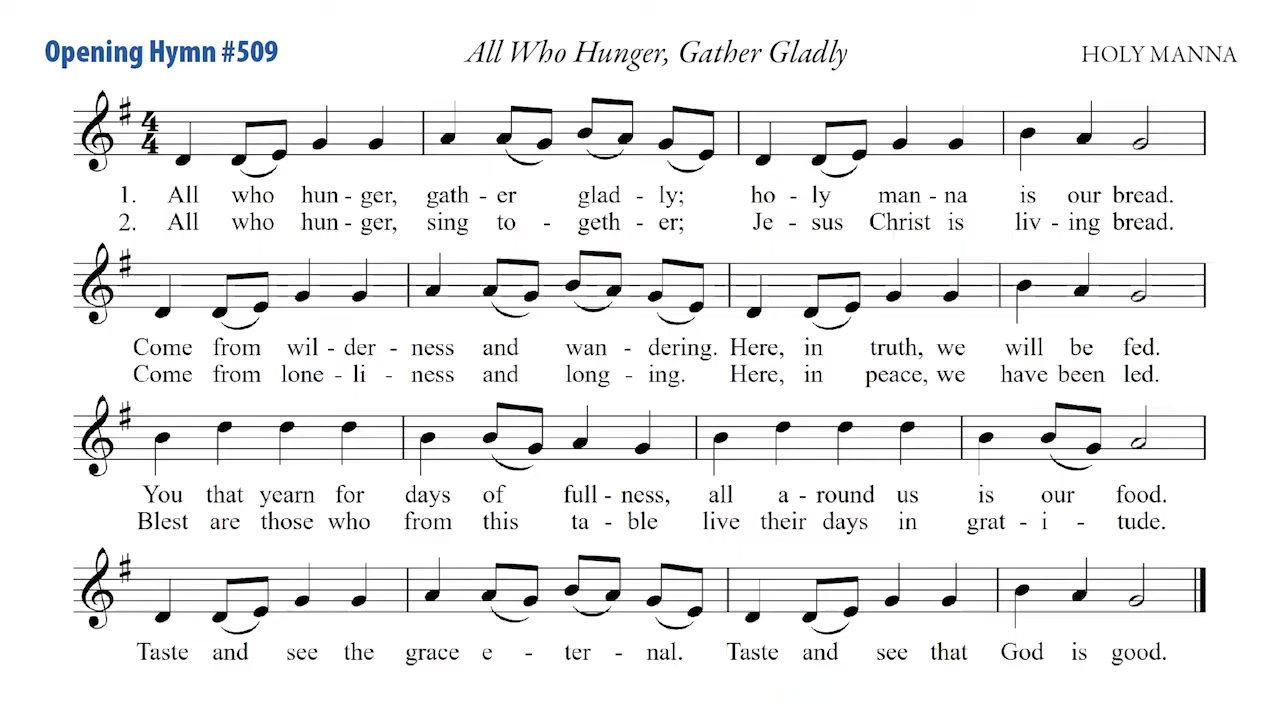 Opening Hymn #509 All Who Hunger, Gather Gladly HOLY MANNA
4
4
1. All who hun - ger, gath - er glad - ly; ho - ly man - na is our bread.
2. All who hun - ger, sing to - geth - er; Je - sus Christ is liv - ing bread.
Come from wil - der - ness and wan - dering. Here, in truth, we will be fed.
Come from lone - li - ness and long - ing. Here, in peace, we have been led.
You that yearn for days of full - ness, all a - round us is our food.
Blest are those who from this ta - ble live their days in grat - i - tude.
Taste and see the grace e - ter - nal. Taste and see that God is good.